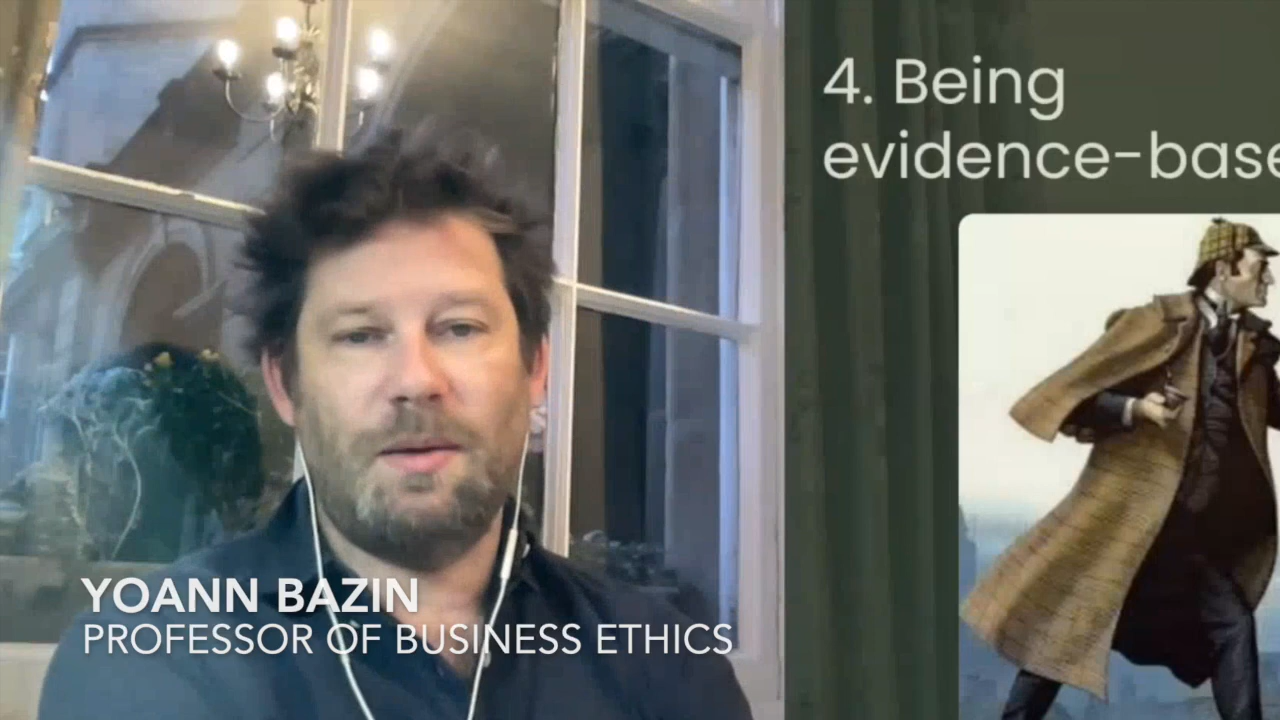 4. Being
evidence-base
YOANN BAZIN
PROFESSOR OF BUSINESS ETHICS